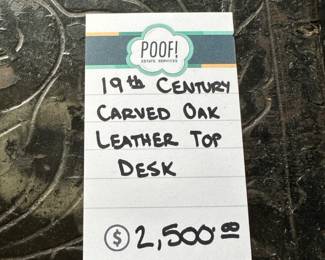 POOF!
ESTATE SERVICES
19th CENTURY
CARVED OAK
LEATHER TOP
DESK
$ 2,500.00